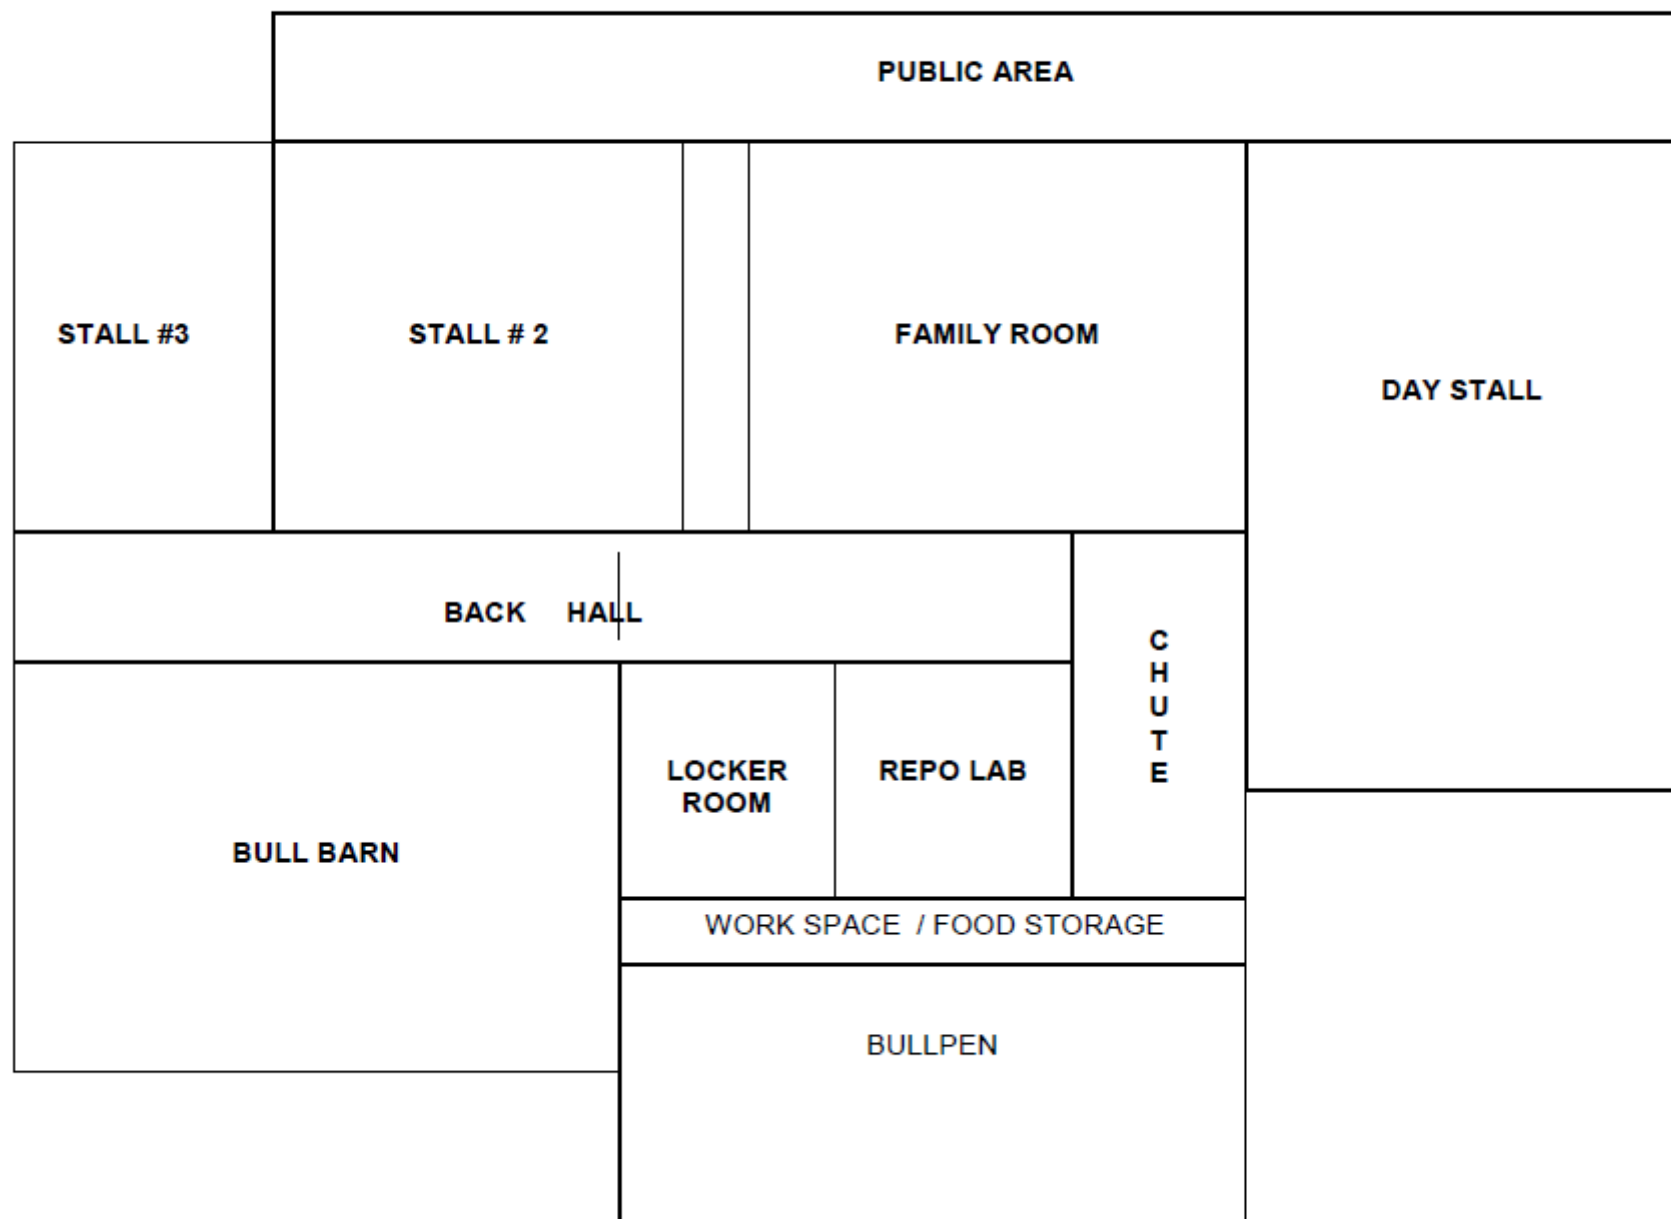 PUBLIC AREA
STALL #3
STALL # 2
FAMILY ROOM
DAY STALL
BACK HALL
C
H
U
T
E
LOCKER
ROOM
REPO LAB
BULL BARN
WORK SPACE / FOOD STORAGE
BULLPEN